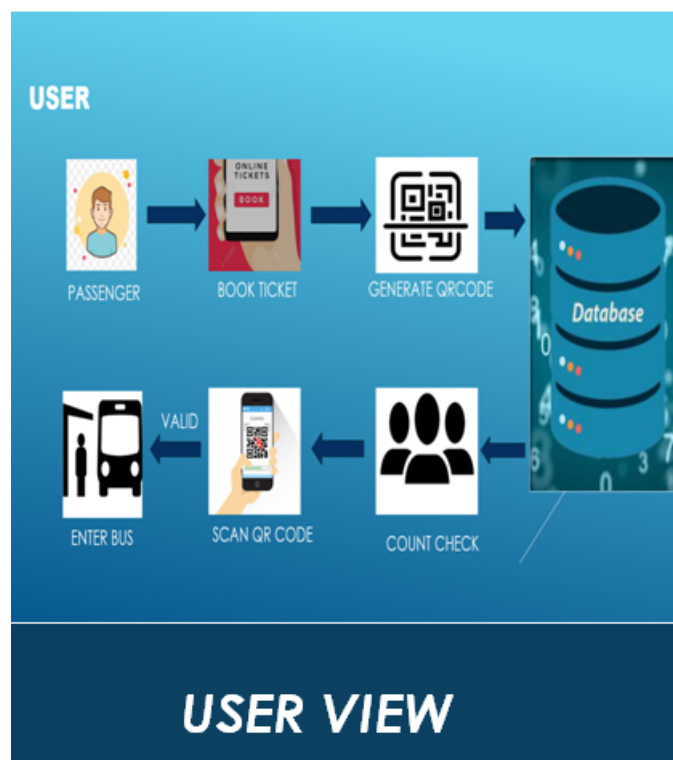 USER
ONLINE
TICKETS
BOOK
PASSENGER
BOOK TICKET
GENERATE QRCODE
Database
VALID
ENTER BUS
SCAN QR CODE
COUNT CHECK
USER VIEW